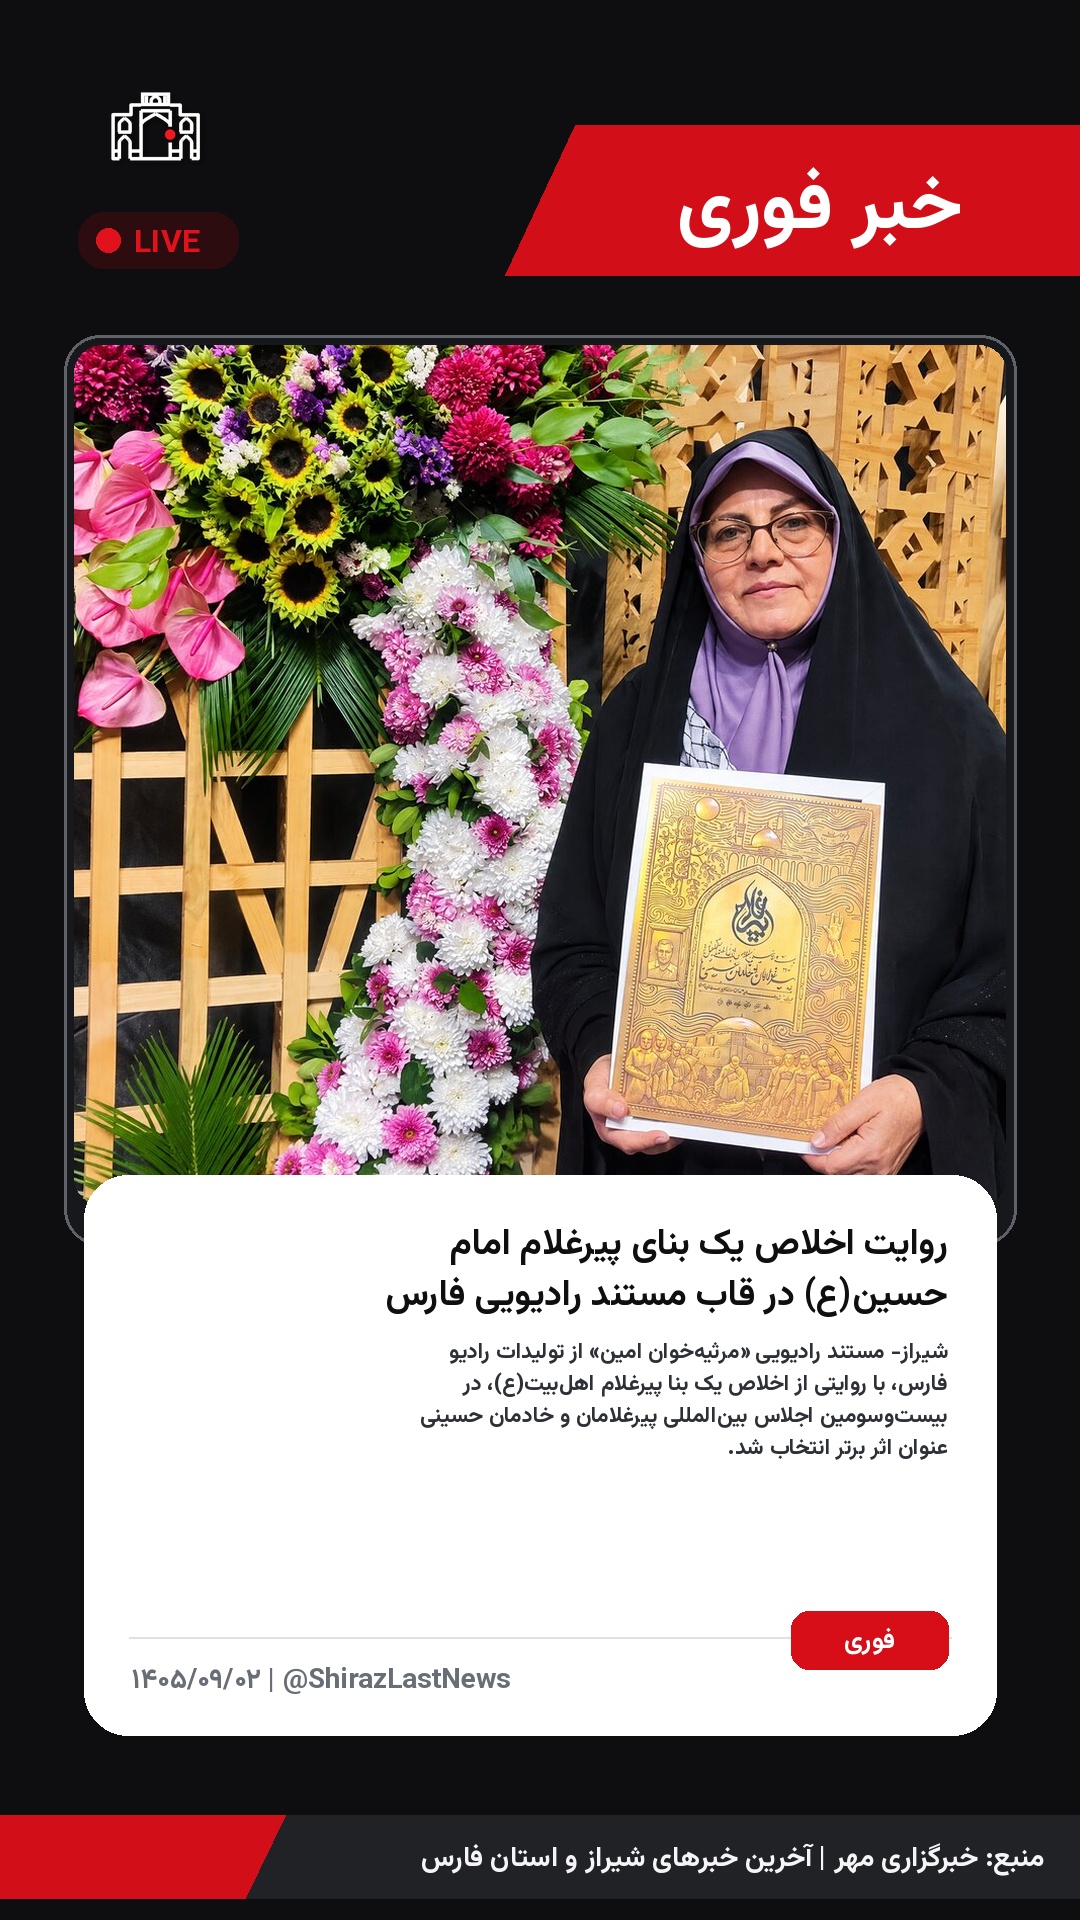 خبر فوری
LIVE
روایت اخلاص یک بنای پیرغلام امام
حسین(ع) در قاب مستند رادیویی فارس
شیراز- مستند رادیویی «مرثیه‌خوان امین» از تولیدات رادیو
فارس، با روایتی از اخلاص یک بنا پیرغلام اهل‌بیت(ع)، در
بیست‌وسومین اجلاس بین‌المللی پیرغلامان و خادمان حسینی
عنوان اثر برتر انتخاب شد.
فوری
۱۴۰۵/۰۹/۰۲ | @ShirazLastNews
منبع: خبرگزاری مهر | آخرین خبرهای شیراز و استان فارس